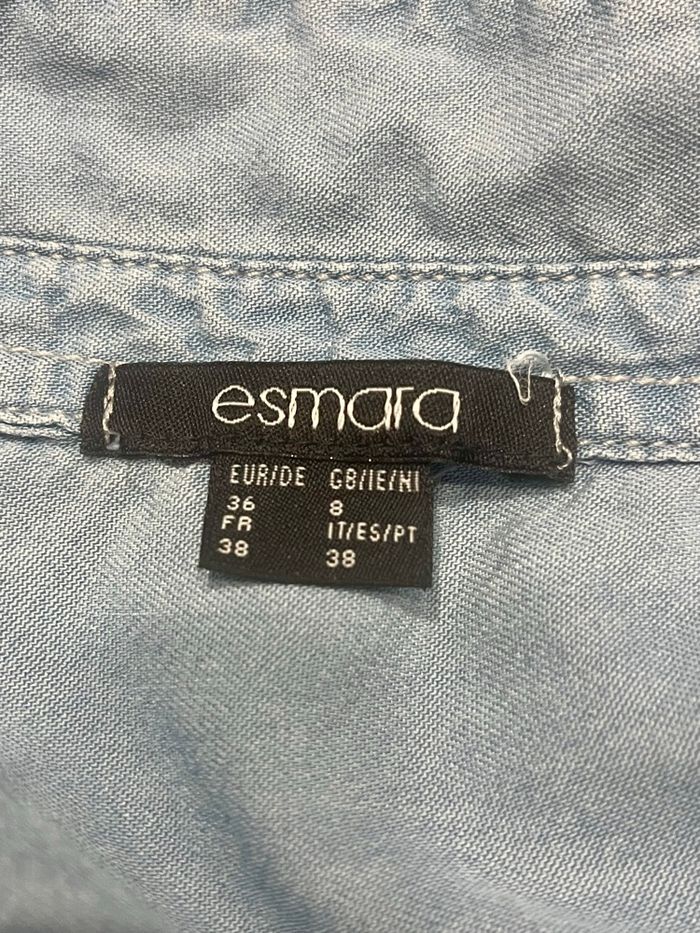 esmara
EUR/DE GB/IE/NI
36 8
FR IT/ES/PT
38 38